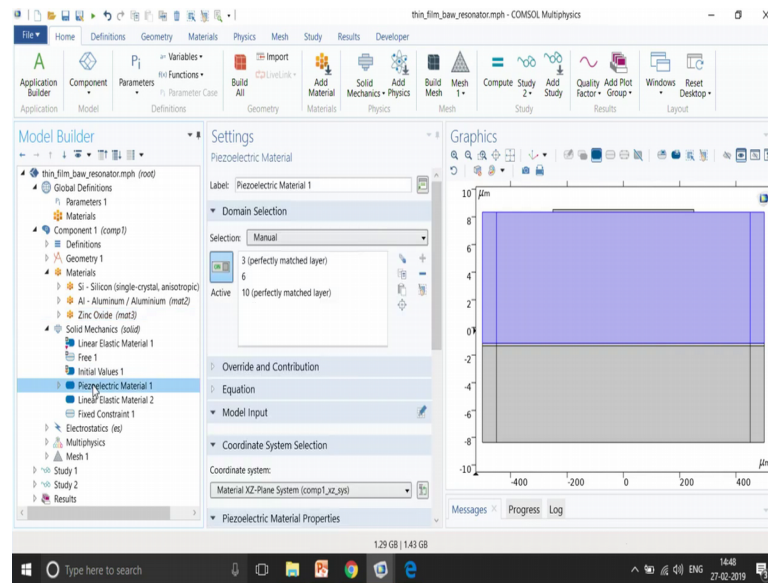 thin_film_baw_resonator.mph - COMSOL Multiphysics
File Home Definitions Geometry Materials Physics Mesh Study Results Developer
Application Builder
Component
Pi
Parameters
a= Variables
f(x) Functions
Parameter Case
Build All
Import
LiveLink
Add Material
Solid Mechanics
Add Physics
Build Mesh
Mesh 1
Compute
Study 2
Add Study
Quality Factor
Add Plot Group
Windows
Reset Desktop
Application Model Definitions Geometry Materials Physics Mesh Study Results Layout
Model Builder
thin_film_baw_resonator.mph (root)
Global Definitions
Pi Parameters 1
Materials
Component 1 (comp1)
Definitions
Geometry 1
Materials
Si - Silicon (single-crystal, anisotropic)
Al - Aluminum / Aluminium (mat2)
Zinc Oxide (mat3)
Solid Mechanics (solid)
Linear Elastic Material 1
Free 1
Initial Values 1
Piezoelectric Material 1
Linear Elastic Material 2
Fixed Constraint 1
Electrostatics (es)
Multiphysics
Mesh 1
Study 1
Study 2
Results
Settings
Piezoelectric Material
Label: Piezoelectric Material 1
Domain Selection
Selection: Manual
Active
3 (perfectly matched layer)
6
10 (perfectly matched layer)
Override and Contribution
Equation
Model Input
Coordinate System Selection
Coordinate system:
Material XZ-Plane System (comp1_xz_sys)
Piezoelectric Material Properties
Graphics
μm
10
8
6
4
2
0
-2
-4
-6
-8
-10
-400 -200 0 200 400
μm
Messages Progress Log
1.29 GB | 1.43 GB
Type here to search
ENG
14:48
27-02-2019